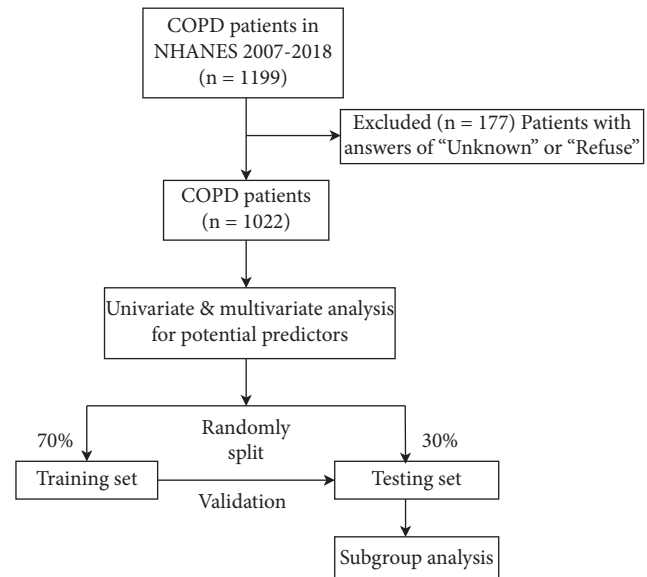 COPD patients in
NHANES 2007-2018
(n = 1199)
Excluded (n = 177) Patients with
answers of “Unknown” or “Refuse”
COPD patients
(n = 1022)
Univariate & multivariate analysis
for potential predictors
70%
Randomly
split
30%
Training set
Validation
Testing set
Subgroup analysis